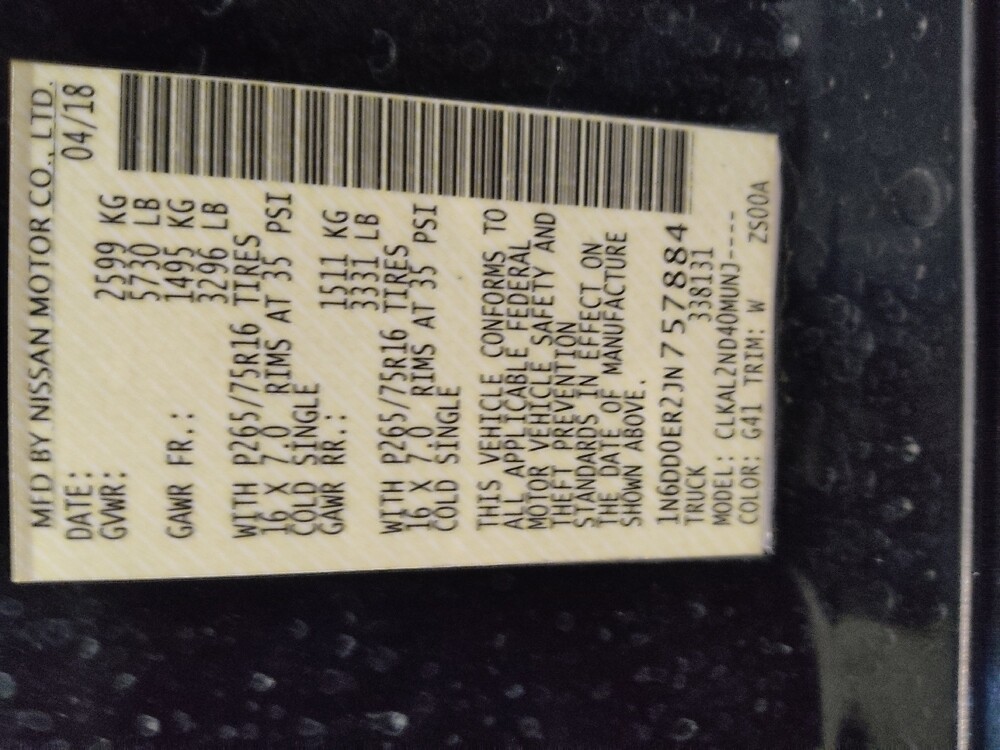 MFD BY NISSAN MOTOR CO., LTD.
DATE: 04/18
GVWR: 2599 KG
5730 LB
GAWR FR.: 1495 KG
3296 LB
WITH P265/75R16 TIRES
16 X 7.0 RIMS AT 35 PSI
COLD SINGLE
GAWR RR.: 1511 KG
3331 LB
WITH P265/75R16 TIRES
16 X 7.0 RIMS AT 35 PSI
COLD SINGLE
THIS VEHICLE CONFORMS TO
ALL APPLICABLE FEDERAL
MOTOR VEHICLE SAFETY AND
THEFT PREVENTION
STANDARDS IN EFFECT ON
THE DATE OF MANUFACTURE
SHOWN ABOVE.
1N6DD0ER2JN757884
TRUCK 338131
MODEL: CLKAL2ND40MUNJ----
COLOR: G41 TRIM: W ZS00A